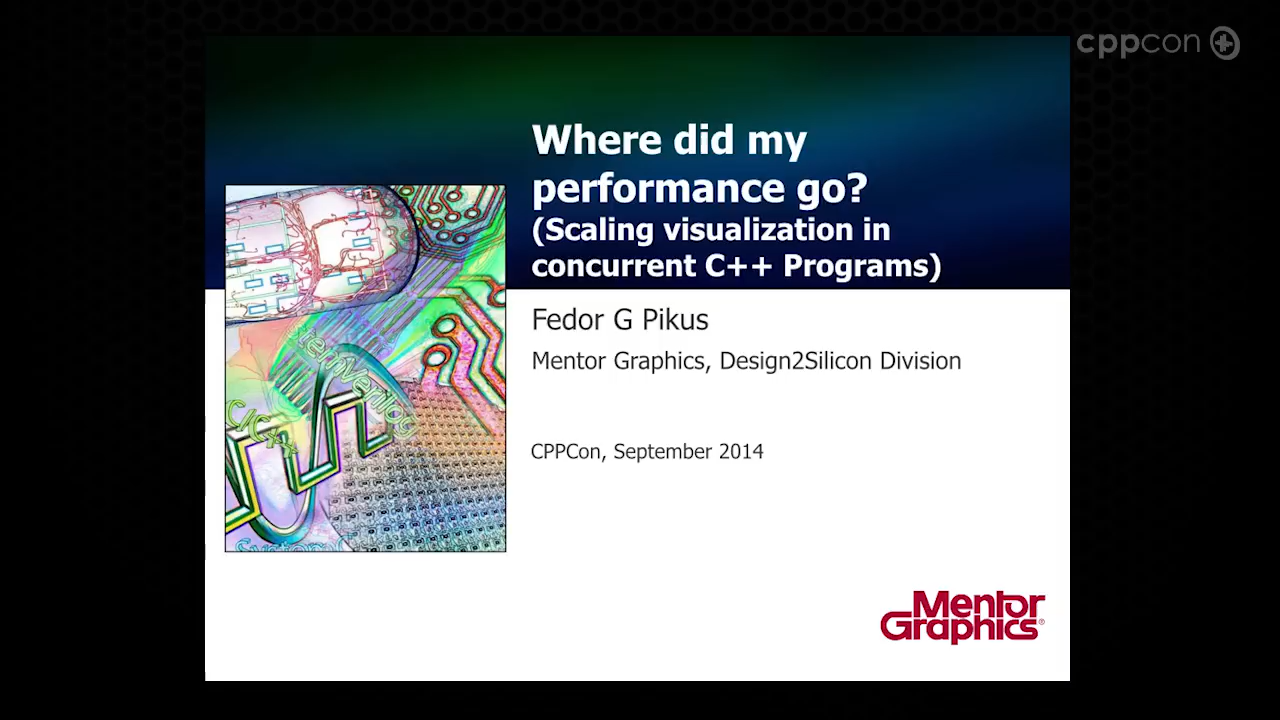 cppcon
Where did my
performance go?
(Scaling visualization in
concurrent C++ Programs)
Fedor G Pikus
Mentor Graphics, Design2Silicon Division
CPPCon, September 2014
Mentor
Graphics®